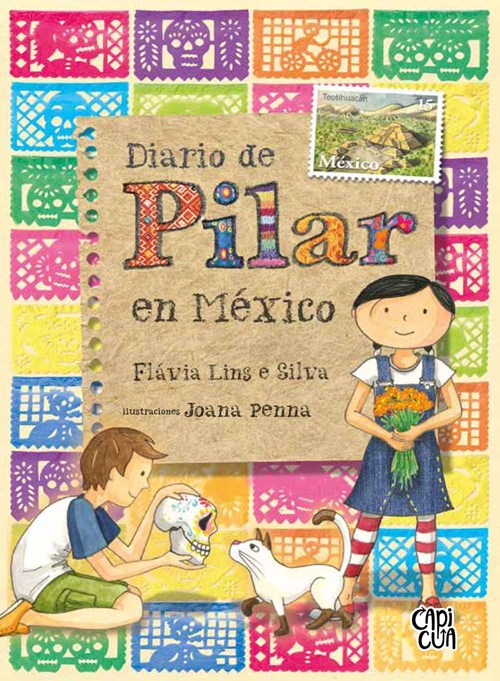 Teotihuacán 15
México
Diario de
Pilar
en México
Flávia Lins e Silva
ilustraciones Joana Penna
CAPI
CUA